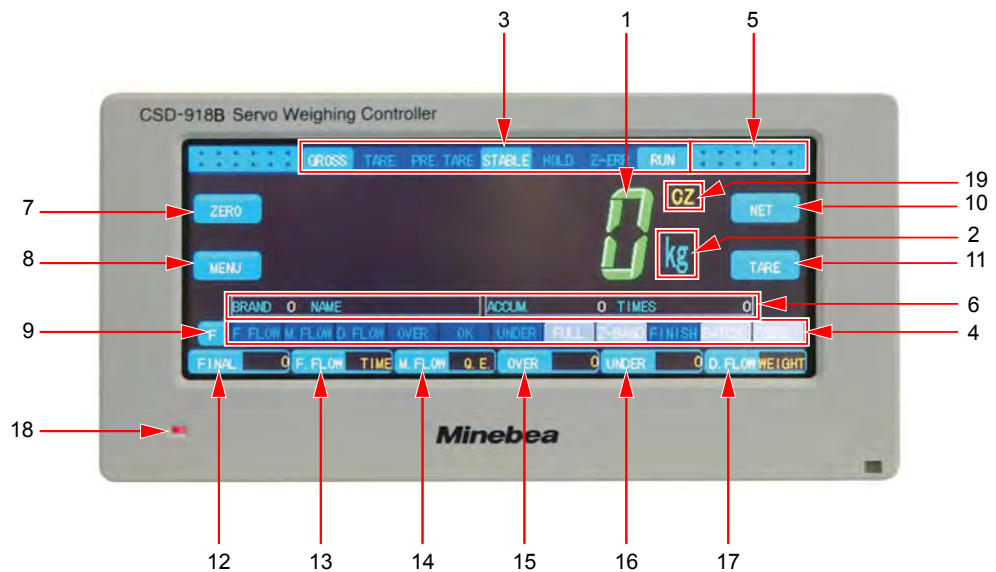 3 1 5
CSD-918B Servo Weighing Controller
GROSS TARE PRE.TARE STABLE HOLD Z-ERR RUN
CZ 19
7 ZERO 0 NET 10
kg 2
8 MENU TARE 11
BRAND 0 NAME ACCUM. 0 TIMES 0 6
9 F F.FLOW M.FLOW D.FLOW OVER OK UNDER FULL Z-BAND FINISH 4
FINAL 0 F.FLOW TIME M.FLOW Q.E. OVER 0 UNDER 0 D.FLOW WEIGHT
18 Minebea
12 13 14 15 16 17